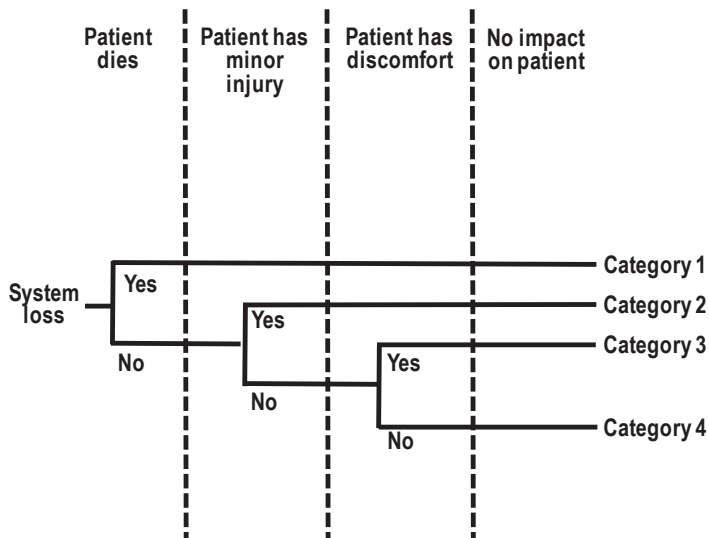 Patient
dies
Patient has
minor
injury
Patient has
discomfort
No impact
on patient
System
loss
Yes
No
Yes
No
Yes
No
Category 1
Category 2
Category 3
Category 4